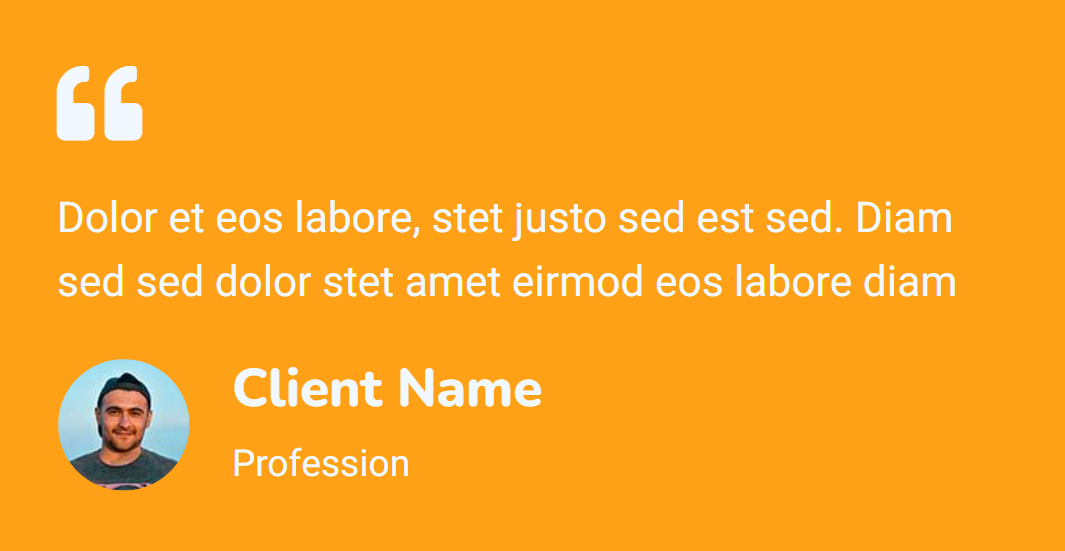 Dolor et eos labore, stet justo sed est sed. Diam
sed sed dolor stet amet eirmod eos labore diam
Client Name
Profession